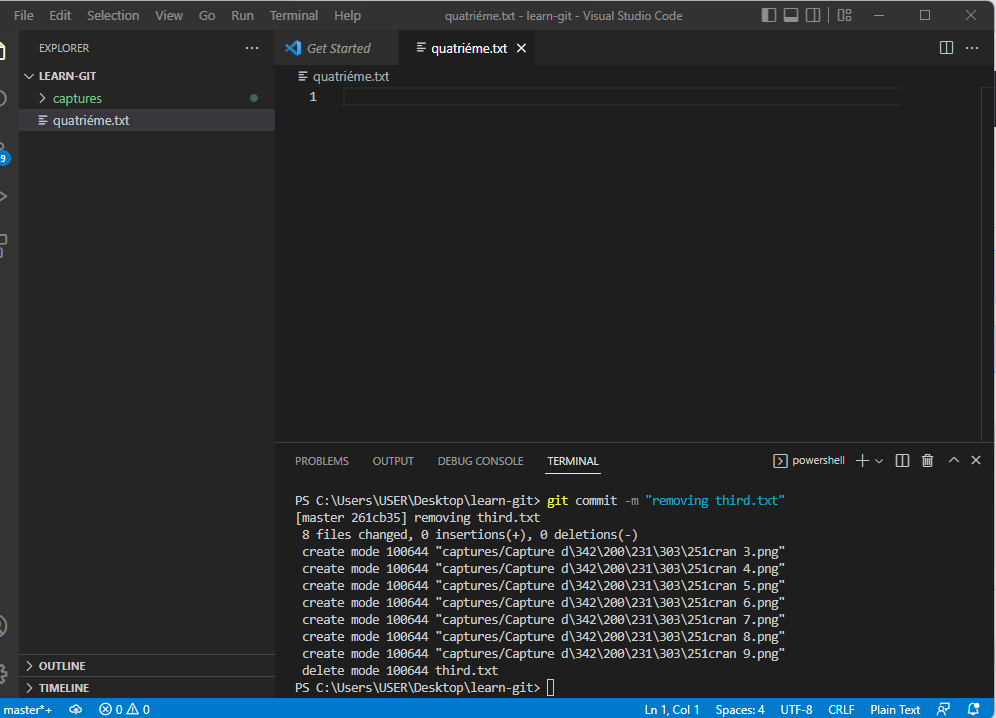 File Edit Selection View Go Run Terminal Help quatriéme.txt - learn-git - Visual Studio Code
EXPLORER
LEARN-GIT
captures
quatriéme.txt
9
OUTLINE
TIMELINE
Get Started quatriéme.txt
quatriéme.txt
1
PROBLEMS OUTPUT DEBUG CONSOLE TERMINAL powershell
PS C:\Users\USER\Desktop\learn-git> git commit -m "removing third.txt"
[master 261cb35] removing third.txt
8 files changed, 0 insertions(+), 0 deletions(-)
create mode 100644 "captures/Capture d\342\200\231\303\251cran 3.png"
create mode 100644 "captures/Capture d\342\200\231\303\251cran 4.png"
create mode 100644 "captures/Capture d\342\200\231\303\251cran 5.png"
create mode 100644 "captures/Capture d\342\200\231\303\251cran 6.png"
create mode 100644 "captures/Capture d\342\200\231\303\251cran 7.png"
create mode 100644 "captures/Capture d\342\200\231\303\251cran 8.png"
create mode 100644 "captures/Capture d\342\200\231\303\251cran 9.png"
delete mode 100644 third.txt
PS C:\Users\USER\Desktop\learn-git>
master*+ 0 0 Ln 1, Col 1 Spaces: 4 UTF-8 CRLF Plain Text